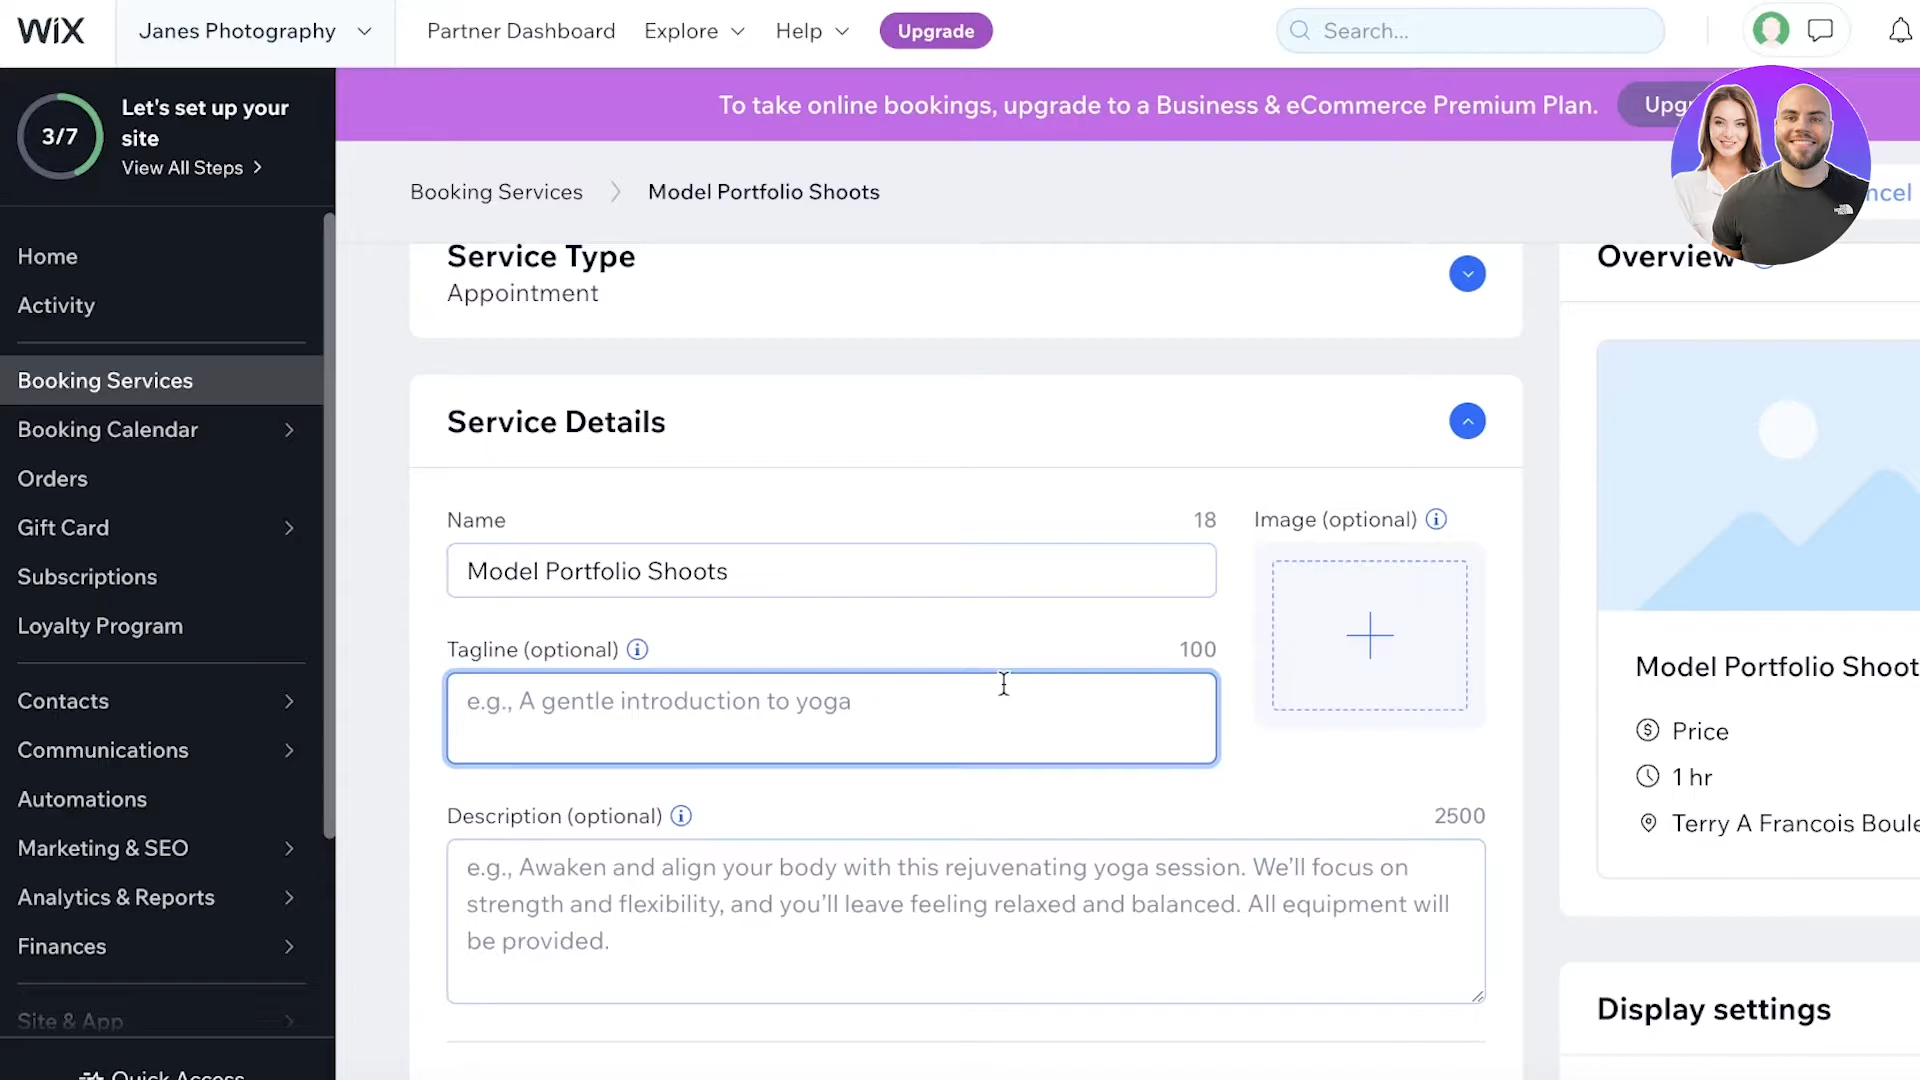 WIX
Janes Photography
Partner Dashboard
Explore
Help
Upgrade
Search...
3/7
Let's set up your
site
View All Steps
To take online bookings, upgrade to a Business & eCommerce Premium Plan.
Booking Services
Model Portfolio Shoots
Home
Activity
Booking Services
Booking Calendar
Orders
Gift Card
Subscriptions
Loyalty Program
Contacts
Communications
Automations
Marketing & SEO
Analytics & Reports
Finances
Site & App
Quick Access
Service Type
Appointment
Service Details
Name
18
Model Portfolio Shoots
Image (optional)
Tagline (optional)
100
e.g., A gentle introduction to yoga
Description (optional)
2500
e.g., Awaken and align your body with this rejuvenating yoga session. We'll focus on
strength and flexibility, and you'll leave feeling relaxed and balanced. All equipment will
be provided.
Overview
Model Portfolio Shoot
Price
1 hr
Terry A Francois Boule
Display settings